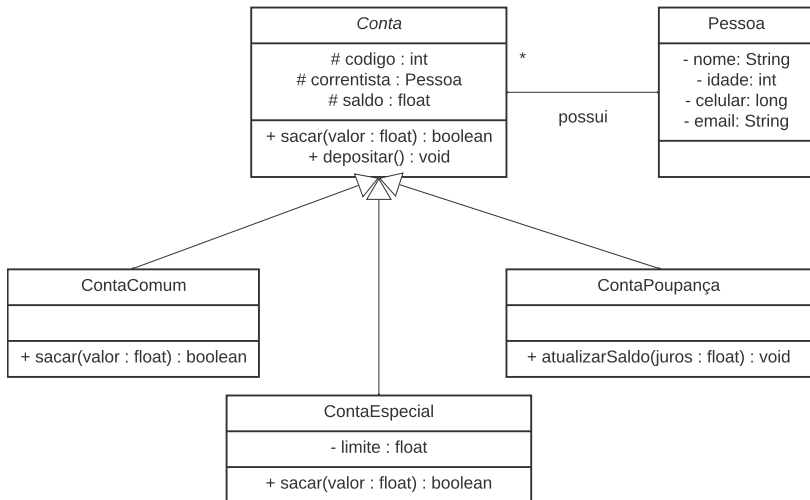 Conta
# codigo : int
# correntista : Pessoa
# saldo : float
+ sacar(valor : float) : boolean
+ depositar() : void
*
possui
Pessoa
- nome: String
- idade: int
- celular: long
- email: String
ContaComum
+ sacar(valor : float) : boolean
ContaPoupança
+ atualizarSaldo(juros : float) : void
ContaEspecial
- limite : float
+ sacar(valor : float) : boolean